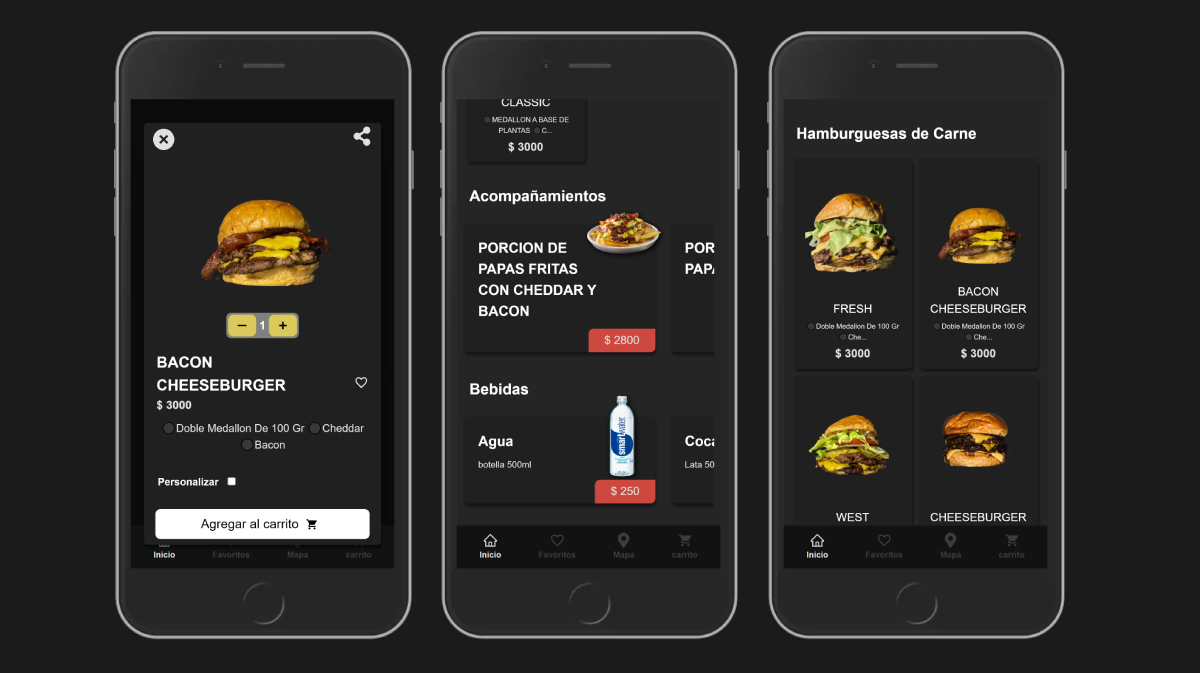 1
BACON
CHEESEBURGER
$ 3000
Doble Medallon De 100 Gr Cheddar
Bacon
Personalizar
Agregar al carrito
Inicio Favoritos Mapa carrito
CLASSIC
MEDALLON A BASE DE
PLANTAS C...
$ 3000
Acompañamientos
PORCION DE
PAPAS FRITAS
CON CHEDDAR Y
BACON
$ 2800
POR
PAPA
Bebidas
Agua
botella 500ml
smartwater
$ 250
Coca
Lata 50
Inicio Favoritos Mapa carrito
Hamburguesas de Carne
FRESH
Doble Medallon De 100 Gr
Che...
$ 3000
BACON
CHEESEBURGER
Doble Medallon De 100 Gr
Che...
$ 3000
WEST
CHEESEBURGER
Inicio Favoritos Mapa carrito